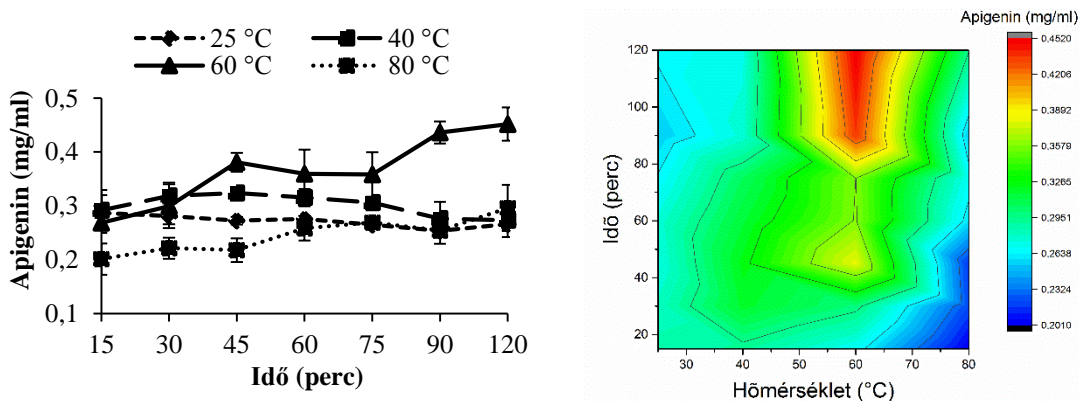 25 °C
40 °C
60 °C
80 °C
Apigenin (mg/ml)
0,5
0,4
0,3
0,2
0,1
15 30 45 60 75 90 120
Idő (perc)
Apigenin (mg/ml)
0,4520
0,4206
0,3892
0,3579
0,3265
0,2951
0,2637
0,2324
0,2010
Idő (perc)
120
100
80
60
40
20
30 40 50 60 70 80
Hõmérséklet (°C)